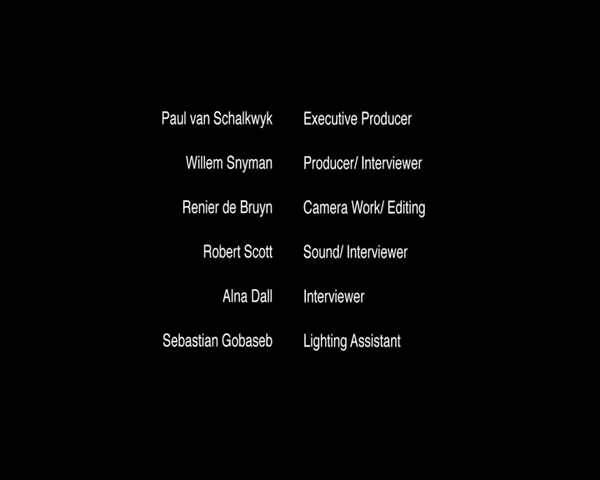 Paul van Schalkwyk Executive Producer
Willem Snyman Producer/ Interviewer
Renier de Bruyn Camera Work/ Editing
Robert Scott Sound/ Interviewer
Alna Dall Interviewer
Sebastian Gobaseb Lighting Assistant